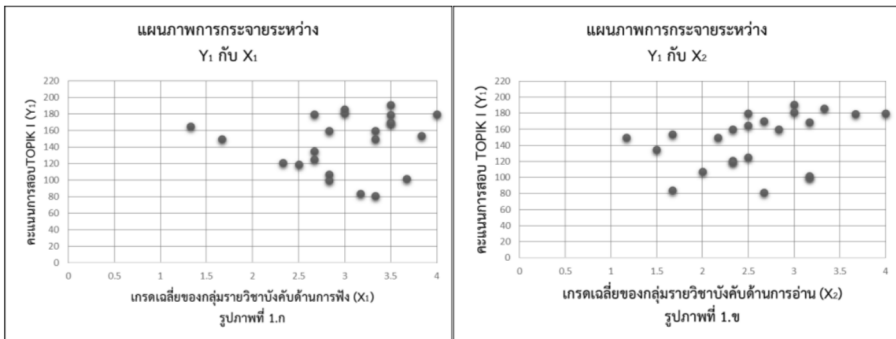 แผนภาพการกระจายระหว่าง
Y₁ กับ X₁
คะแนนการสอบTOPIK I (Y₁)
220
200
180
160
140
120
100
80
60
40
20
0
0 0.5 1 1.5 2 2.5 3 3.5 4
เกรดเฉลี่ยของกลุ่มรายวิชาบังคับด้านการฟัง (X₁)
รูปภาพที่ 1.ก
แผนภาพการกระจายระหว่าง
Y₁ กับ X₂
คะแนนการสอบ TOPIK I (Y₁)
220
200
180
160
140
120
100
80
60
40
20
0
0 0.5 1 1.5 2 2.5 3 3.5 4
เกรดเฉลี่ยของกลุ่มรายวิชาบังคับด้านการอ่าน (X₂)
รูปภาพที่ 1.ข